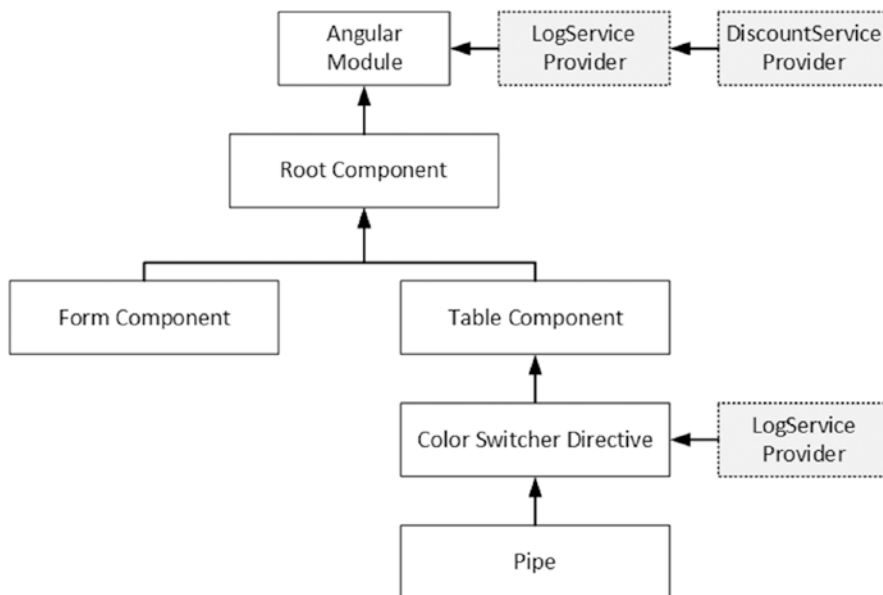 Angular
Module
LogService
Provider
DiscountService
Provider
Root Component
Form Component
Table Component
Color Switcher Directive
LogService
Provider
Pipe